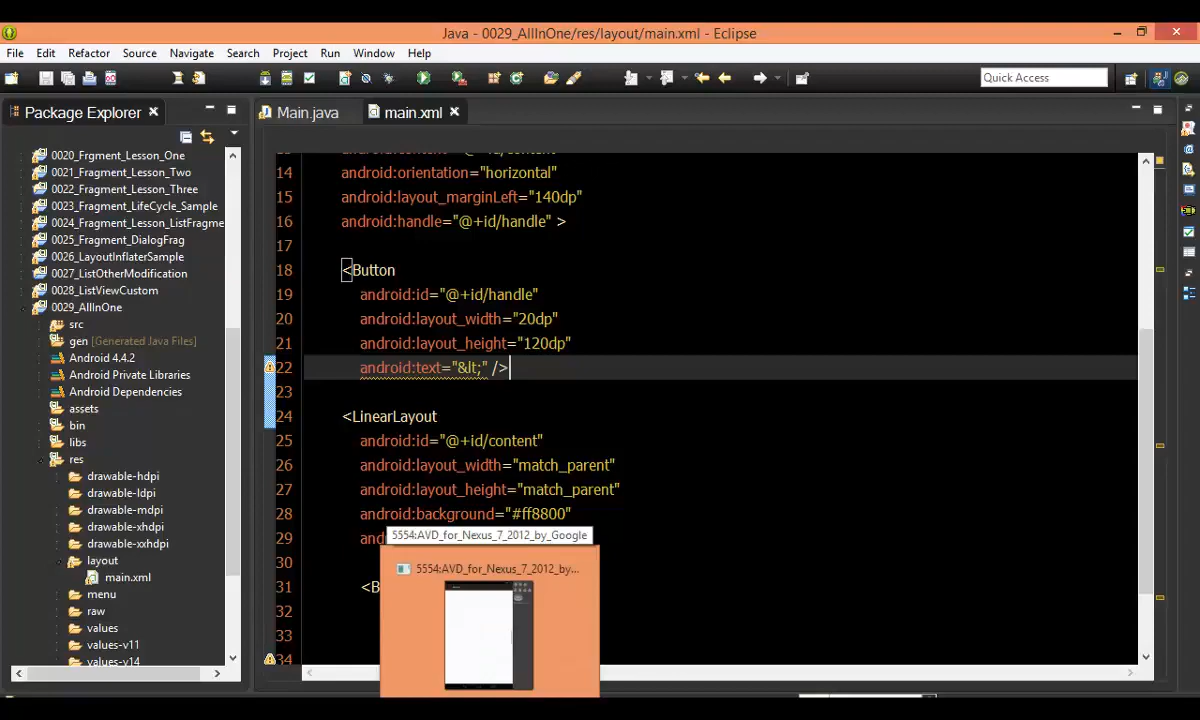 Java - 0029_AllInOne/res/layout/main.xml - Eclipse
File Edit Refactor Source Navigate Search Project Run Window Help
Quick Access
Package Explorer
Main.java
main.xml
0020_Frgment_Lesson_One
0021_Fragment_Lesson_Two
0022_Fragment_Lesson_Three
0023_Fragment_LifeCycle_Sample
0024_Fragment_Lesson_ListFragme
0025_Fragment_DialogFrag
0026_LayoutInflaterSample
0027_ListOtherModification
0028_ListViewCustom
0029_AllInOne
src
gen [Generated Java Files]
Android 4.4.2
Android Private Libraries
Android Dependencies
assets
bin
libs
res
drawable-hdpi
drawable-ldpi
drawable-mdpi
drawable-xhdpi
drawable-xxhdpi
layout
main.xml
menu
raw
values
values-v11
values-v14
14 android:orientation="horizontal"
15 android:layout_marginLeft="140dp"
16 android:handle="@+id/handle" >
17
18 <Button
19 android:id="@+id/handle"
20 android:layout_width="20dp"
21 android:layout_height="120dp"
22 android:text="&lt;" />
23
24 <LinearLayout
25 android:id="@+id/content"
26 android:layout_width="match_parent"
27 android:layout_height="match_parent"
28 android:background="#ff8800"
29 an
30
31 <B
32
33
34
5554:AVD_for_Nexus_7_2012_by_Google
5554:AVD_for_Nexus_7_2012_by...